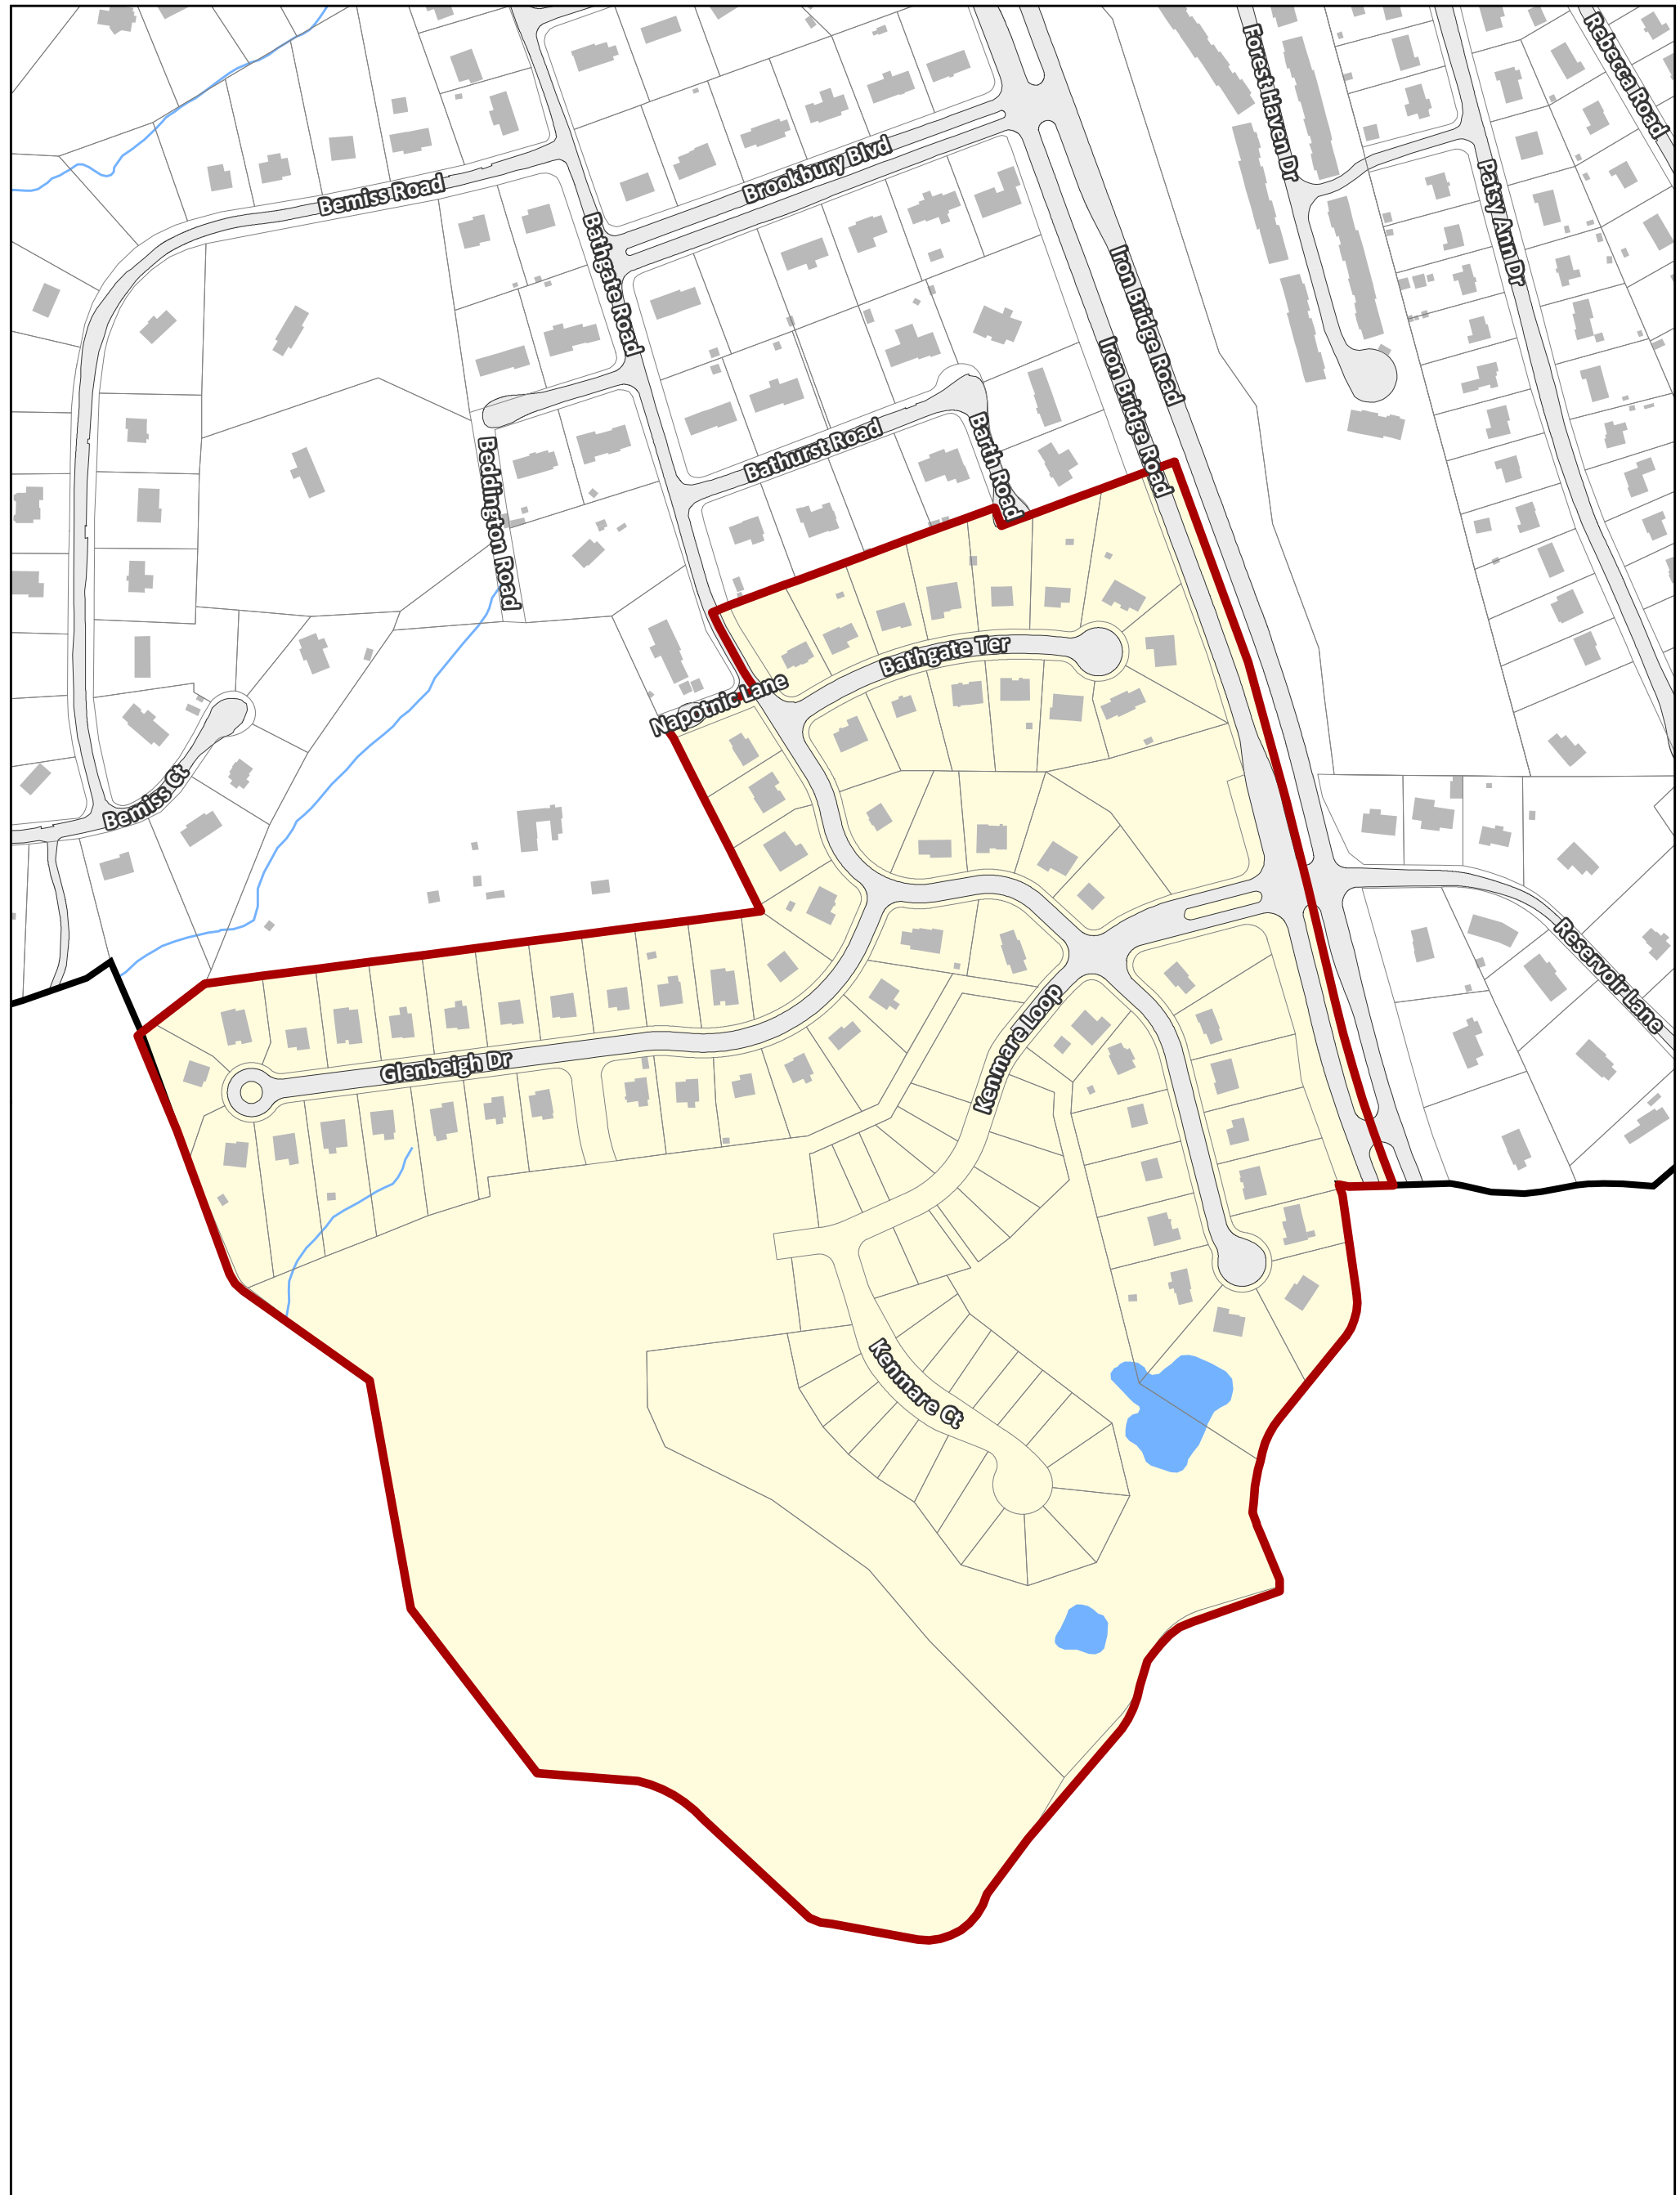 Forest Haven Dr
Rebecca Road
Brookbury Blvd
Bemiss Road
Patsy Ann Dr
Bathgate Road
Iron Bridge Road
Iron Bridge Road
Bathurst Road
Barth Road
Beddington Road
Bathgate Ter
Napotnic Lane
Bemiss Ct
Reservoir Lane
Kenmare Loop
Glenbeigh Dr
Kenmare Ct